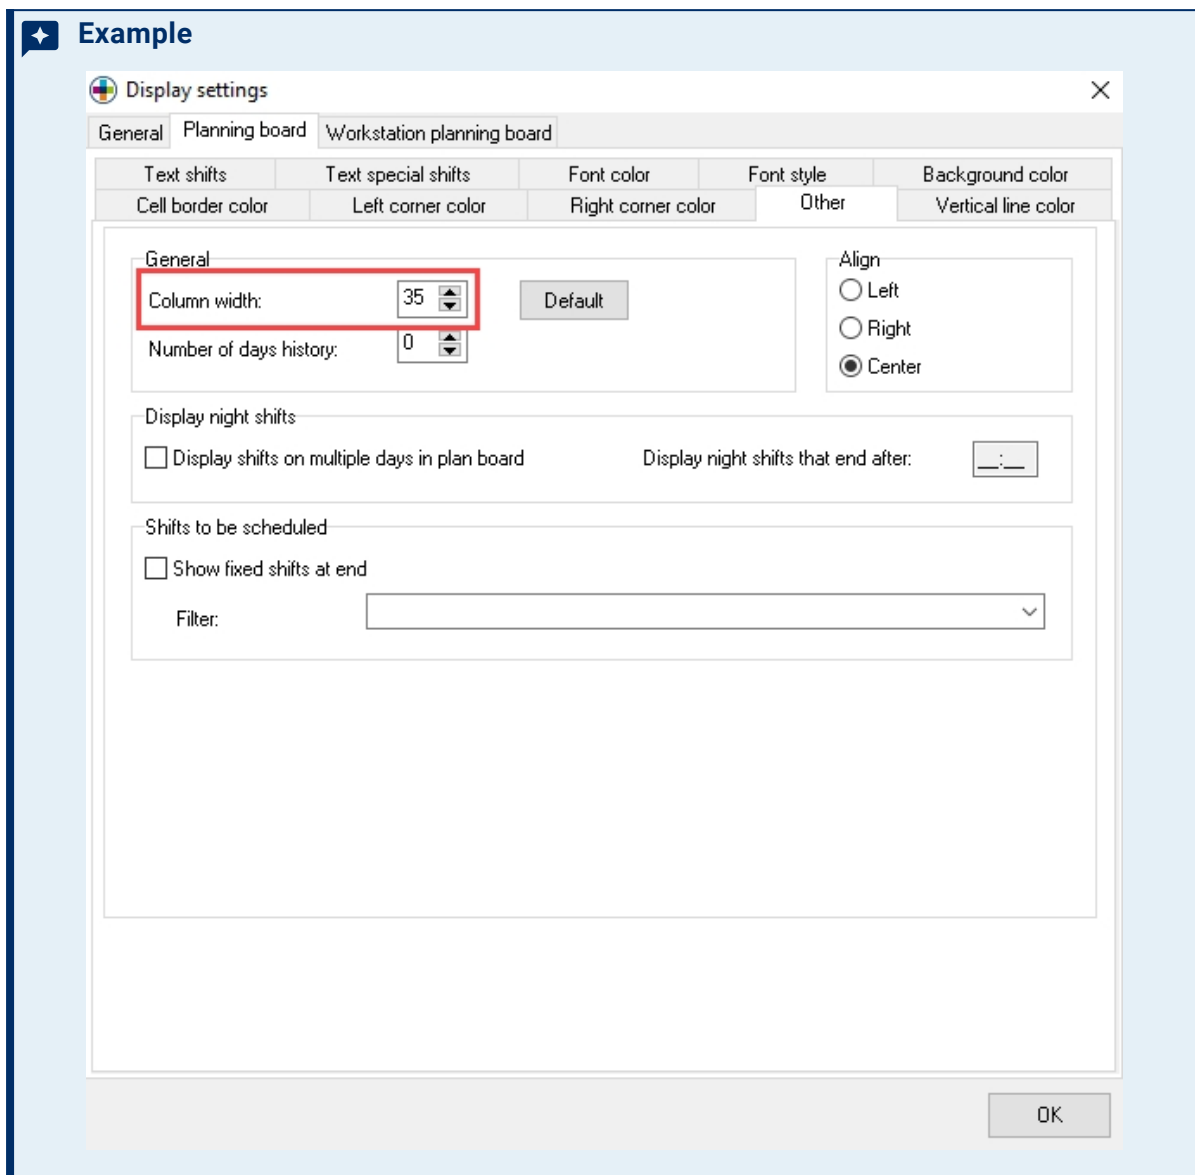 Example
Display settings
General Planning board Workstation planning board
Text shifts Text special shifts Font color Font style Background color
Cell border color Left corner color Right corner color Other Vertical line color
General
Column width: 35 Default
Number of days history: 0
Align
Left
Right
Center
Display night shifts
Display shifts on multiple days in plan board Display night shifts that end after: __:__
Shifts to be scheduled
Show fixed shifts at end
Filter:
OK